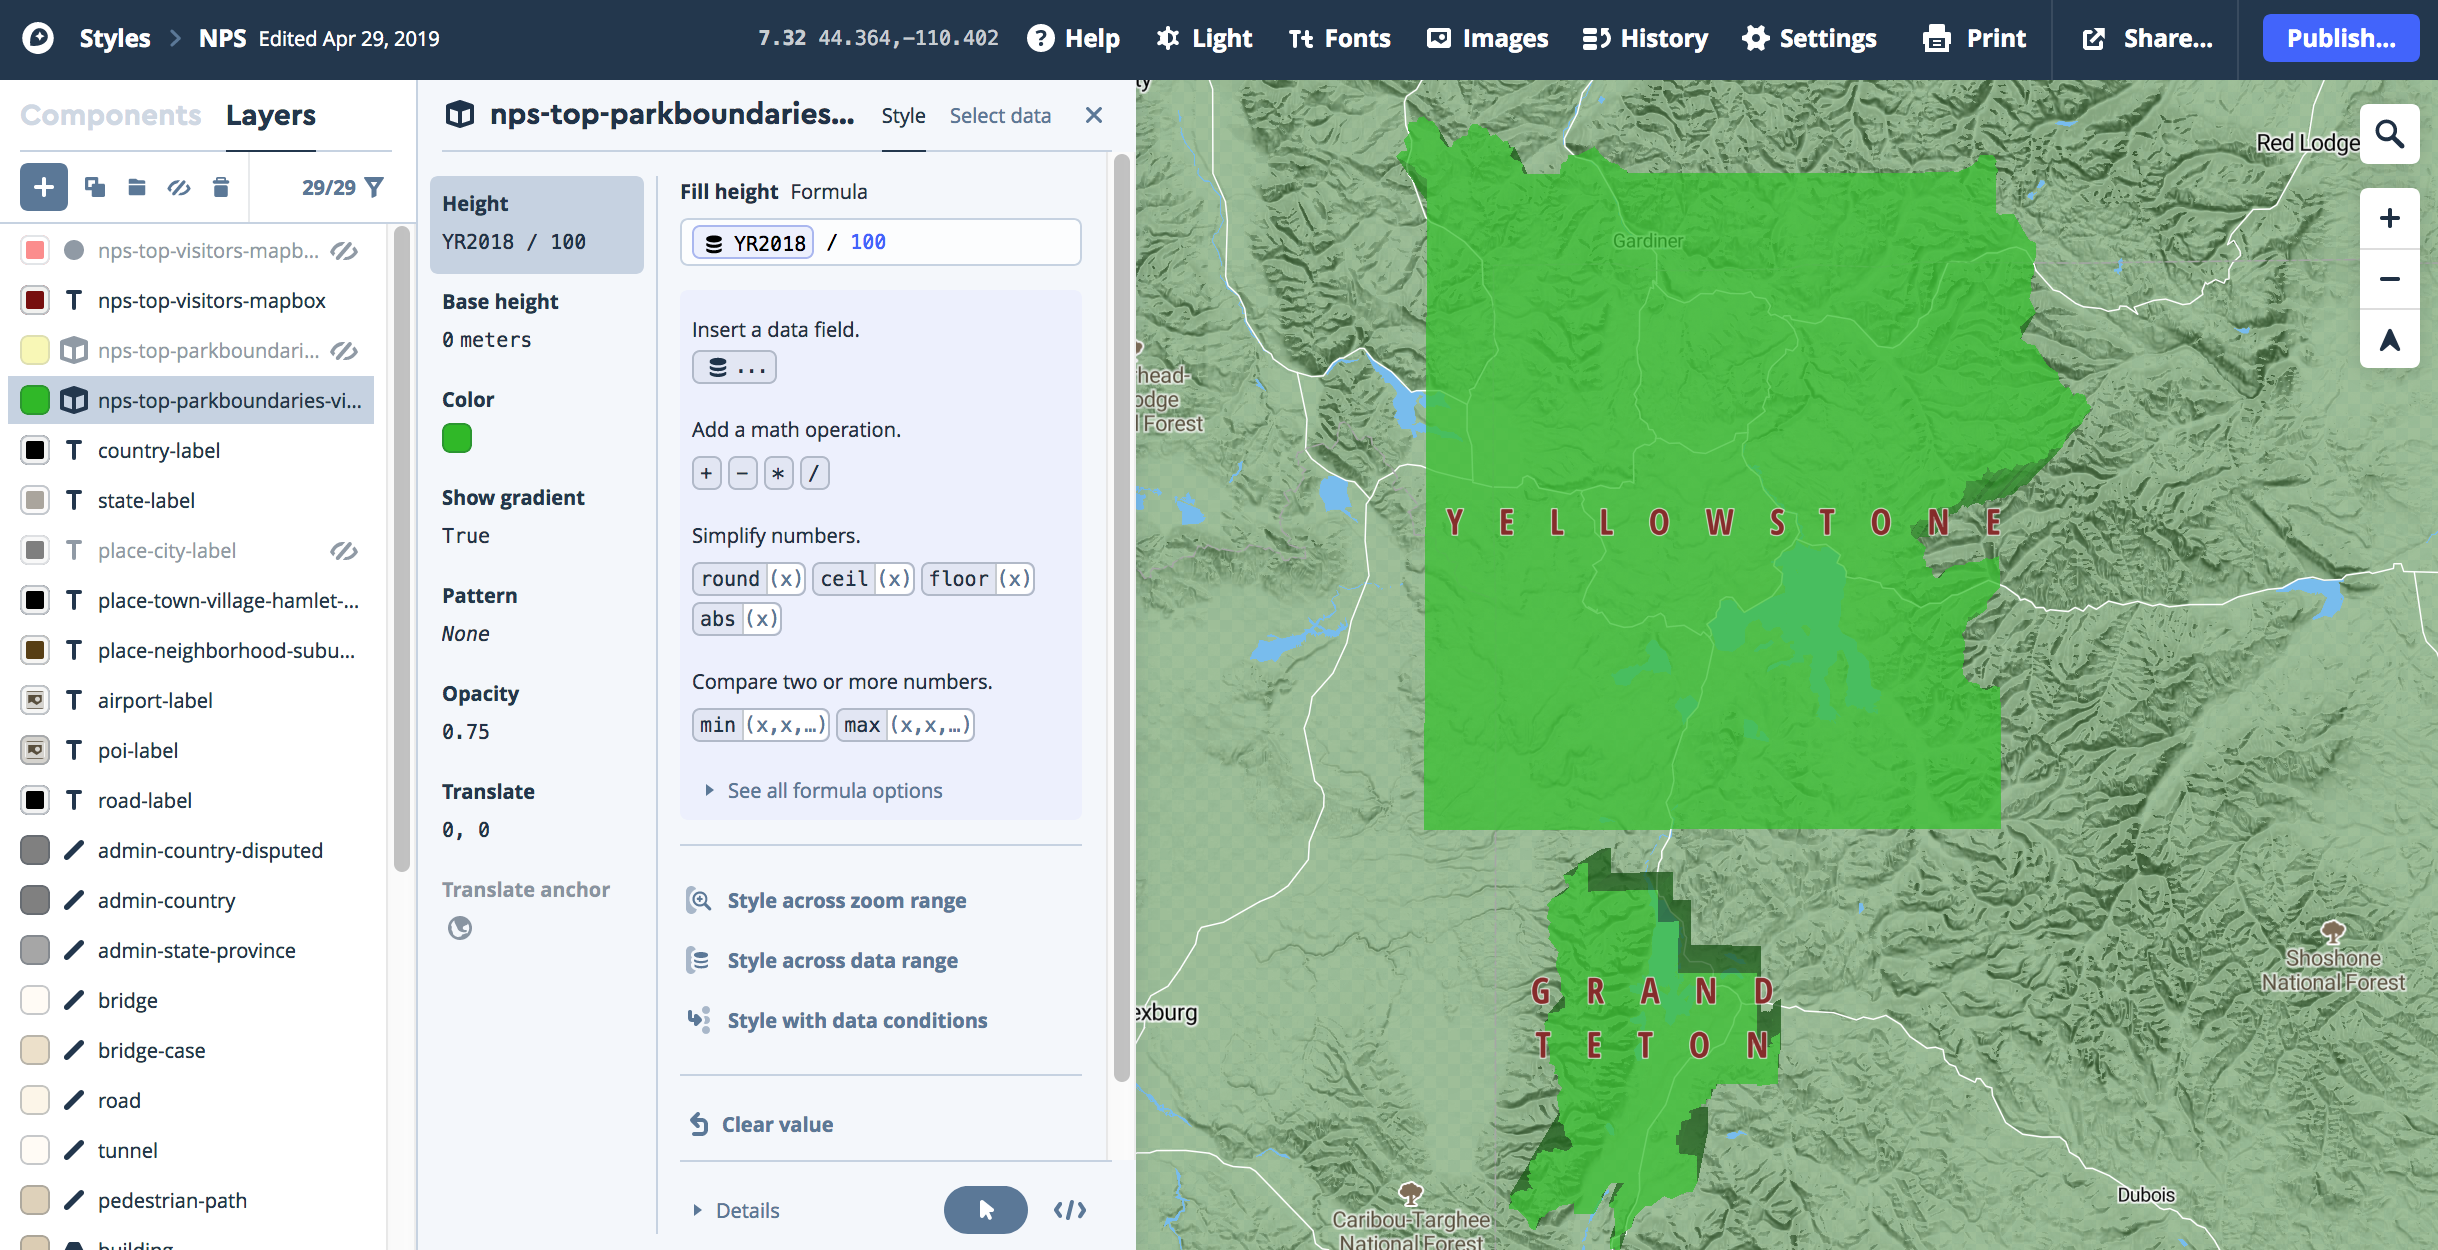 Styles > NPS Edited Apr 29, 2019
7.32 44.364,-110.402
Help
Light
Fonts
Images
History
Settings
Print
Share...
Publish...
Components Layers
29/29
nps-top-visitors-mapb...
nps-top-visitors-mapbox
nps-top-parkboundari...
nps-top-parkboundaries-vi...
country-label
state-label
place-city-label
place-town-village-hamlet-...
place-neighborhood-subu...
airport-label
poi-label
road-label
admin-country-disputed
admin-country
admin-state-province
bridge
bridge-case
road
tunnel
pedestrian-path
building
nps-top-parkboundaries...
Style
Select data
Height
YR2018 / 100
Base height
0 meters
Color
Show gradient
True
Pattern
None
Opacity
0.75
Translate
0, 0
Translate anchor
Fill height Formula
YR2018 / 100
Insert a data field.
...
Add a math operation.
+ - * /
Simplify numbers.
round (x) ceil (x) floor (x)
abs (x)
Compare two or more numbers.
min (x,x,…) max (x,x,…)
See all formula options
Style across zoom range
Style across data range
Style with data conditions
Clear value
Details
</>
ty
Red Lodge
Gardiner
head-
odge
l Forest
YELLOWSTONE
Shoshone
National Forest
GRAND
TETON
exburg
Dubois
Caribou-Targhee
National Forest